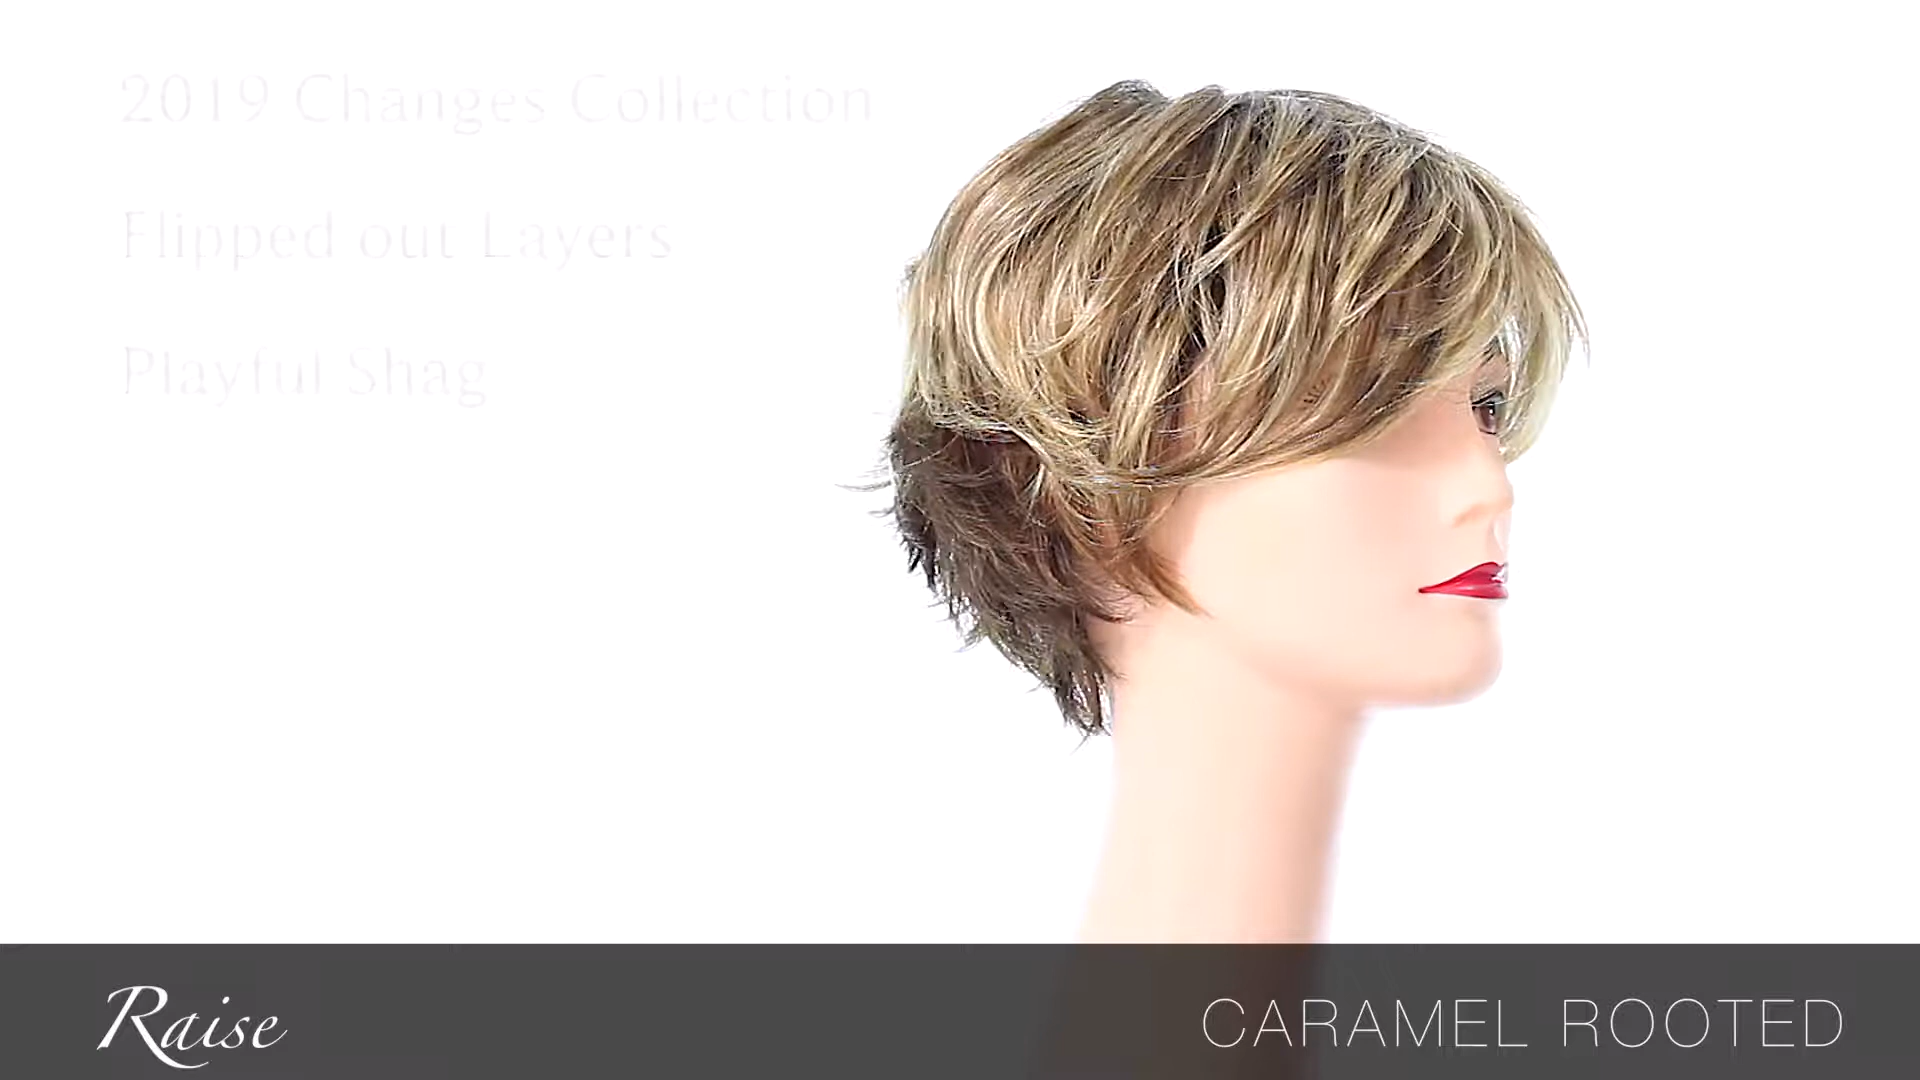 2019 Changes Collection
Flipped out Layers
Playful Shag
Raise
CARAMEL ROOTED